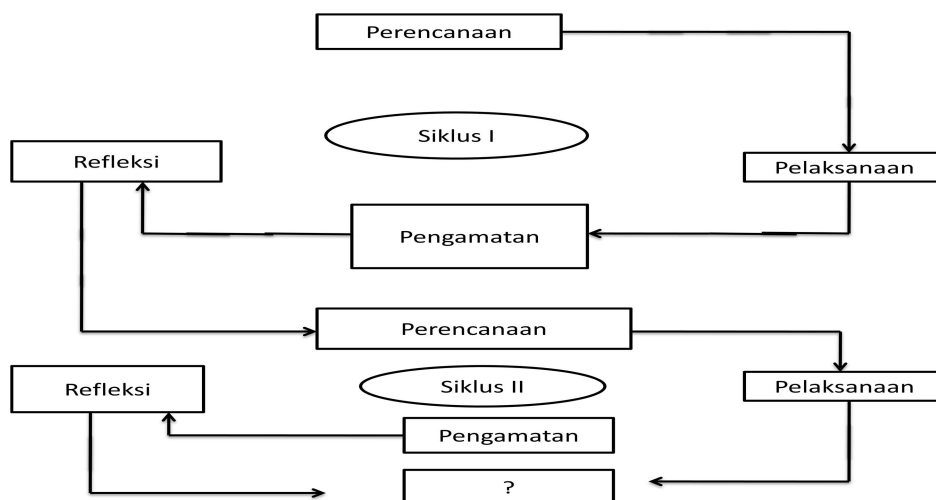 Perencanaan
Siklus I
Refleksi
Pelaksanaan
Pengamatan
Perencanaan
Refleksi
Siklus II
Pelaksanaan
Pengamatan
?